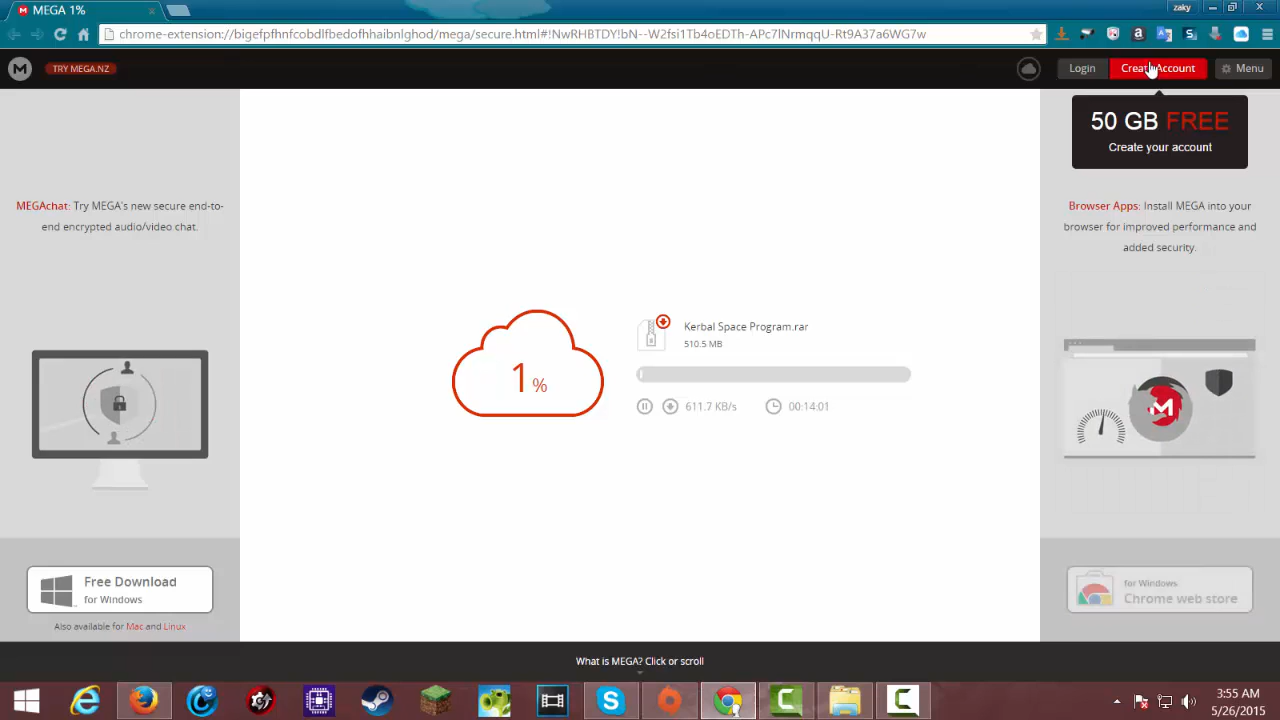 MEGA 1%
zaky
chrome-extension://bigefpfhnfcobdlfbedofhhaibnlghod/mega/secure.html#!NwRHBTDY!bN--W2fsi1Tb4oEDTh-APc7lNrmqqU-Rt9A37a6WG7w
TRY MEGA.NZ
Login
Create Account
Menu
50 GB FREE
Create your account
MEGAchat: Try MEGA's new secure end-to-
end encrypted audio/video chat.
Browser Apps: Install MEGA into your
browser for improved performance and
added security.
1 %
Kerbal Space Program.rar
510.5 MB
611.7 KB/s
00:14:01
Free Download
for Windows
Also available for Mac and Linux
for Windows
Chrome web store
What is MEGA? Click or scroll
3:55 AM
5/26/2015